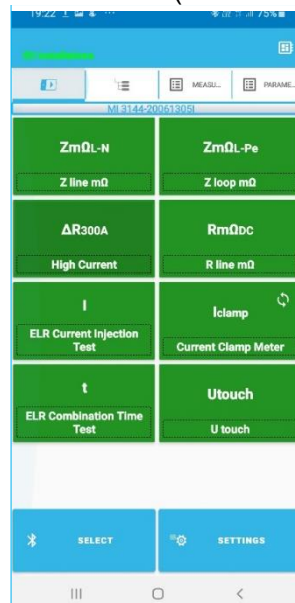 19:22
75%
MEASU...
PARAME...
MI 3144-20061305I
ZmΩL-N
Z line mΩ
ZmΩL-Pe
Z loop mΩ
ΔR300A
High Current
RmΩDC
R line mΩ
I
ELR Current Injection
Test
Iclamp
Current Clamp Meter
t
ELR Combination Time
Test
Utouch
U touch
SELECT
SETTINGS